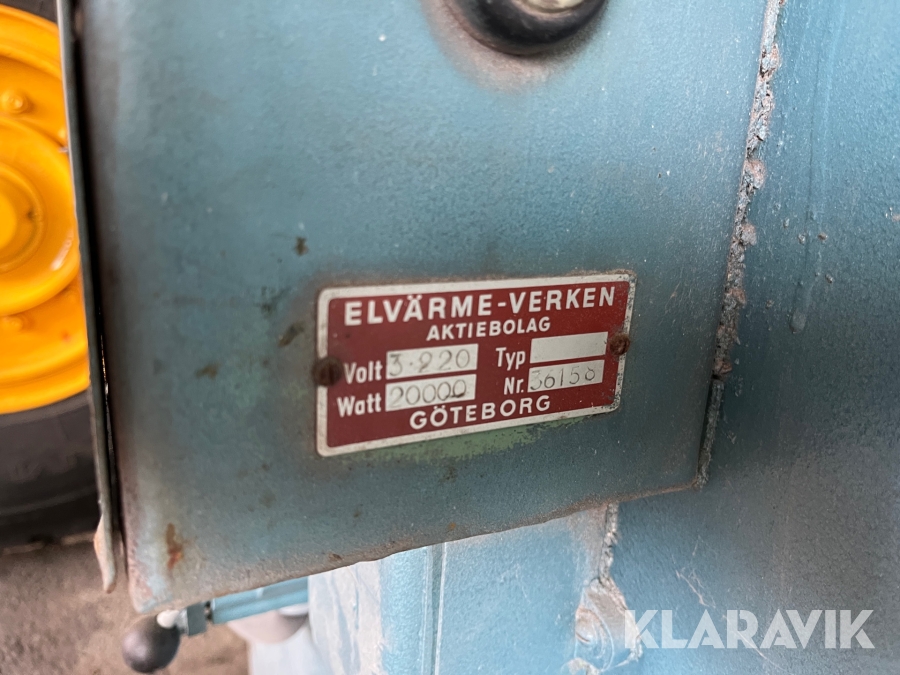 ELVÄRME-VERKEN
AKTIEBOLAG
Volt 3·220 Typ
Watt 20000 Nr. 36158
GÖTEBORG
KLARAVIK